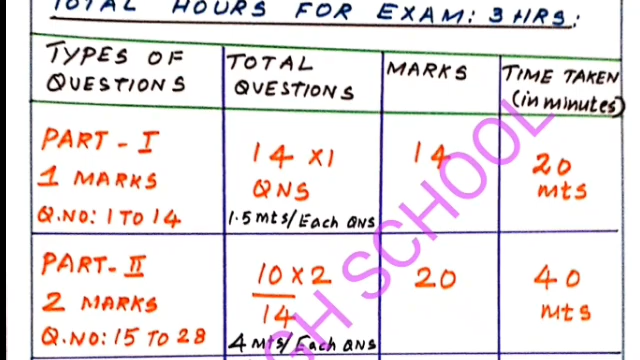 TOTAL HOURS FOR EXAM: 3 HRS:
TYPES OF
QUESTIONS
TOTAL
QUESTIONS
MARKS
TIME TAKEN
(in minutes)
PART - I
1 MARKS
Q.NO: 1 TO 14
14 X1
QNS
1.5 mts/EACH QNS
14
20
mts
PART- II
2 MARKS
Q.NO: 15 TO 28
10 X 2
14
4 mts/EACH QNS
20
40
mts
GH SCHOOL